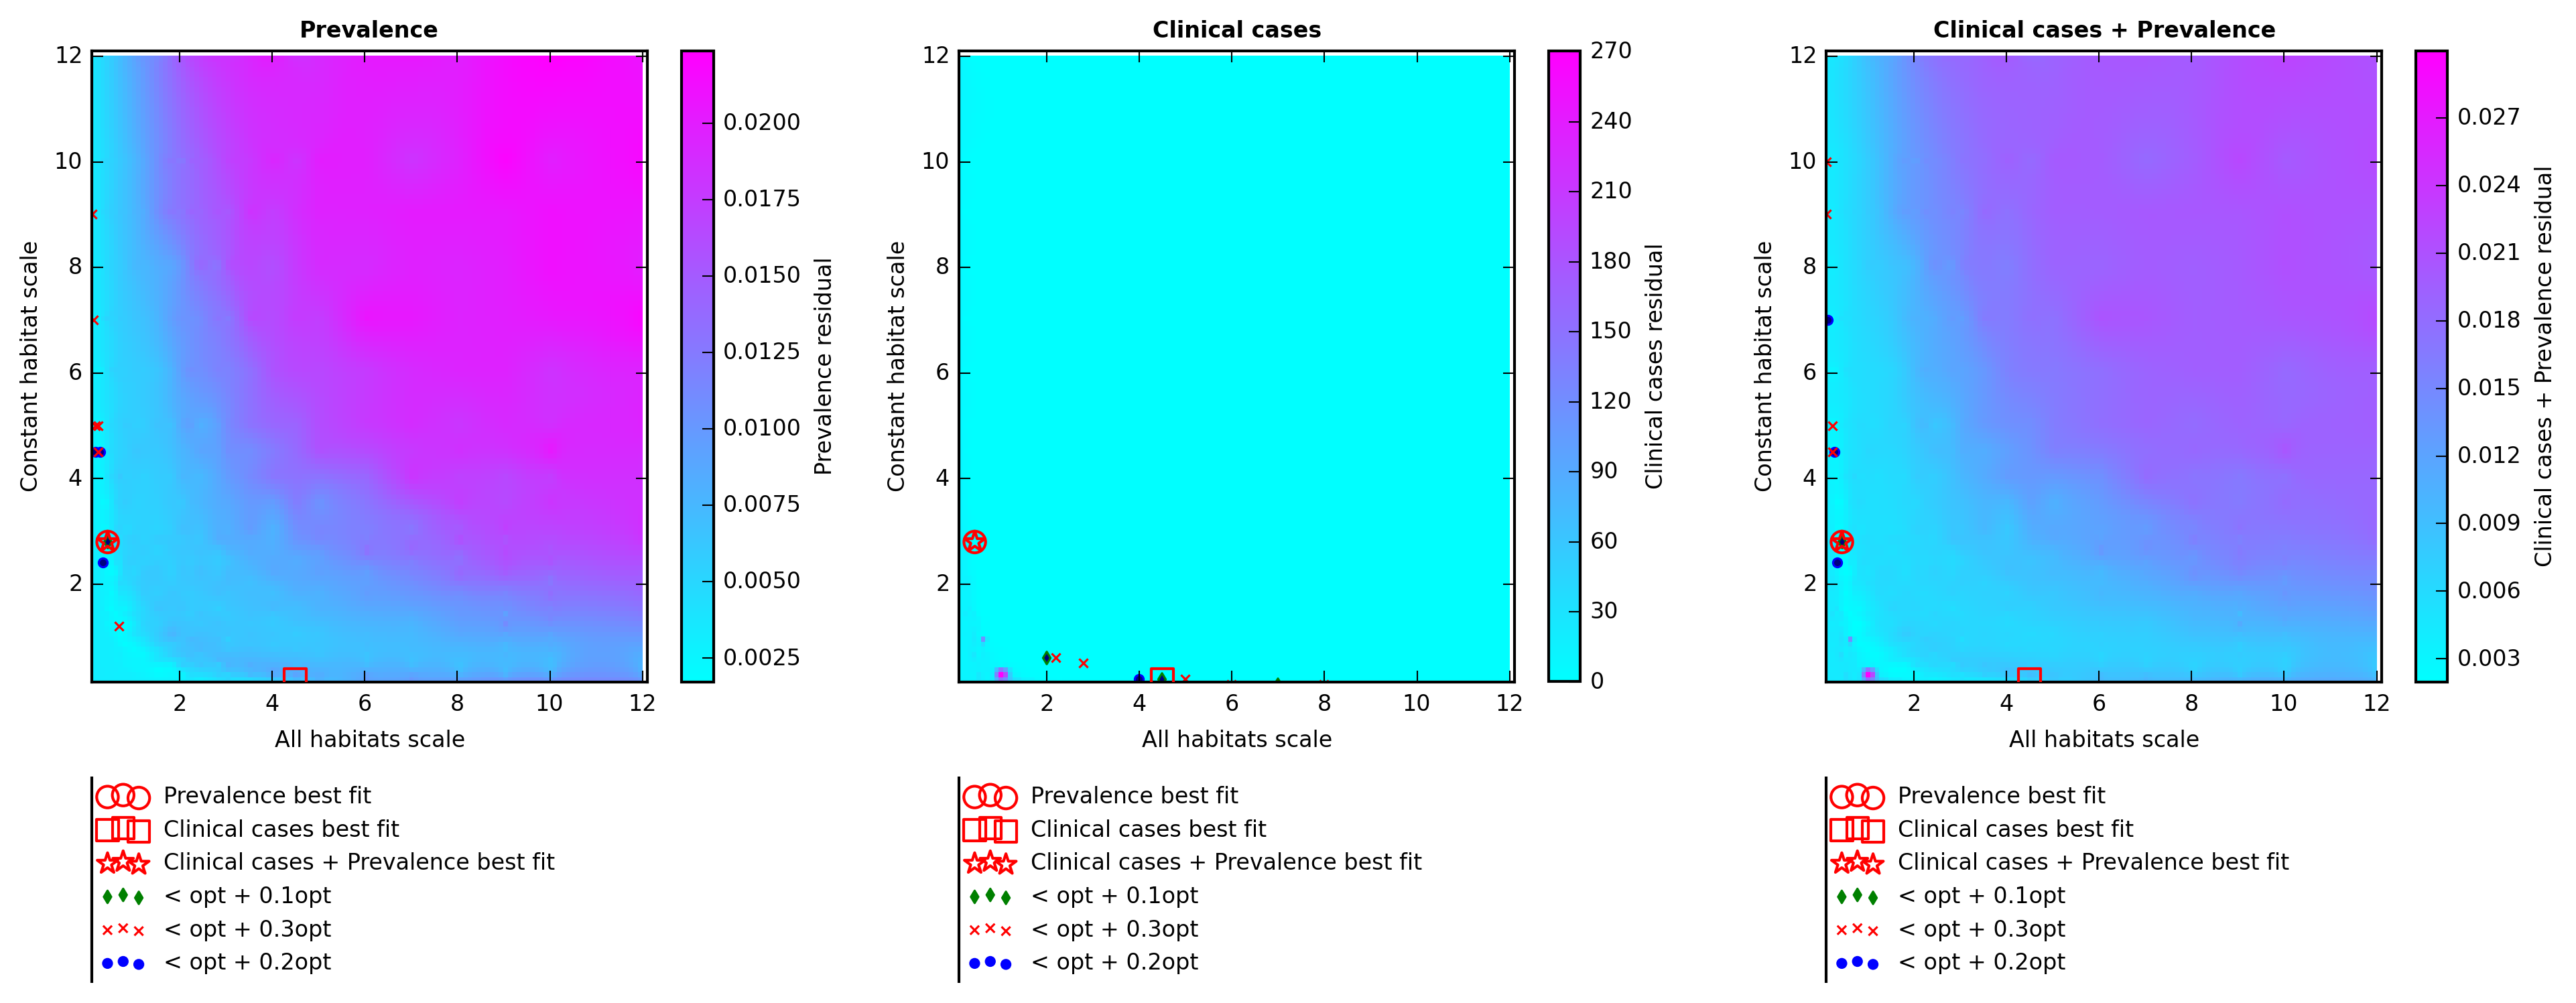 Prevalence
12
10
8
6
4
2
Constant habitat scale
2 4 6 8 10 12
All habitats scale
0.0200
0.0175
0.0150
0.0125
0.0100
0.0075
0.0050
0.0025
Prevalence residual
Prevalence best fit
Clinical cases best fit
Clinical cases + Prevalence best fit
< opt + 0.1opt
< opt + 0.3opt
< opt + 0.2opt
Clinical cases
12
10
8
6
4
2
Constant habitat scale
2 4 6 8 10 12
All habitats scale
270
240
210
180
150
120
90
60
30
0
Clinical cases residual
Prevalence best fit
Clinical cases best fit
Clinical cases + Prevalence best fit
< opt + 0.1opt
< opt + 0.3opt
< opt + 0.2opt
Clinical cases + Prevalence
12
10
8
6
4
2
Constant habitat scale
2 4 6 8 10 12
All habitats scale
0.027
0.024
0.021
0.018
0.015
0.012
0.009
0.006
0.003
Clinical cases + Prevalence residual
Prevalence best fit
Clinical cases best fit
Clinical cases + Prevalence best fit
< opt + 0.1opt
< opt + 0.3opt
< opt + 0.2opt